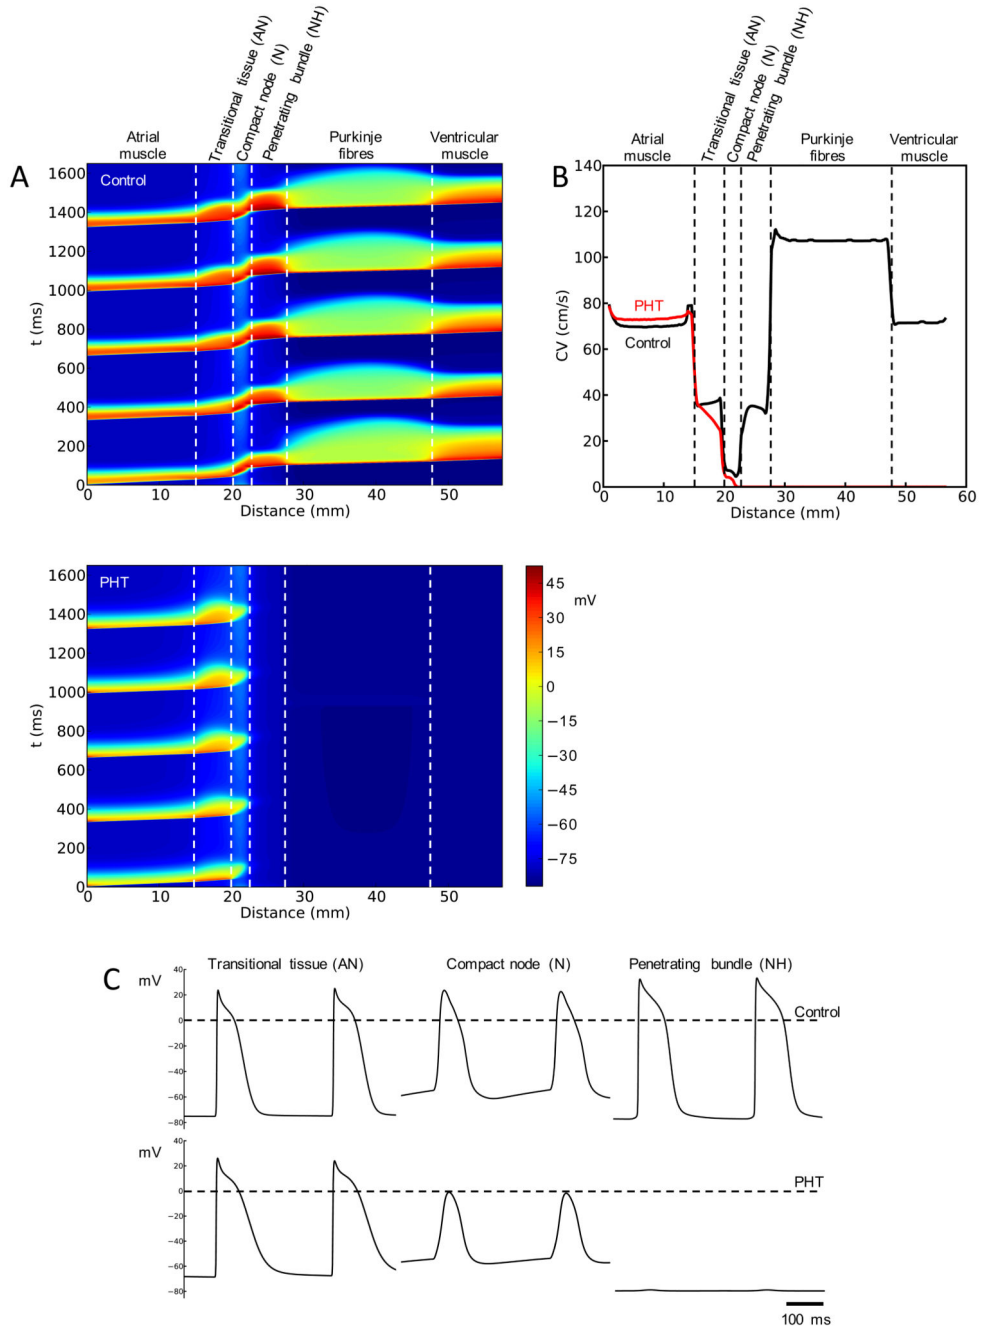 Transitional tissue (AN)
Compact node (N)
Penetrating bundle (NH)
Atrial
muscle
Purkinje
fibres
Ventricular
muscle
A
Control
1600
1400
1200
1000
800
600
400
200
0
t (ms)
0 10 20 30 40 50
Distance (mm)
Transitional tissue (AN)
Compact node (N)
Penetrating bundle (NH)
Atrial
muscle
Purkinje
fibres
Ventricular
muscle
B
140
120
100
80
60
40
20
0
CV (cm/s)
PHT
Control
0 10 20 30 40 50 60
Distance (mm)
PHT
1600
1400
1200
1000
800
600
400
200
0
t (ms)
0 10 20 30 40 50
Distance (mm)
45
30
15
0
−15
−30
−45
−60
−75
mV
C
Transitional tissue (AN) Compact node (N) Penetrating bundle (NH)
mV
40
20
0
−20
−40
−60
−80
Control
mV
40
20
0
−20
−40
−60
−80
PHT
100 ms